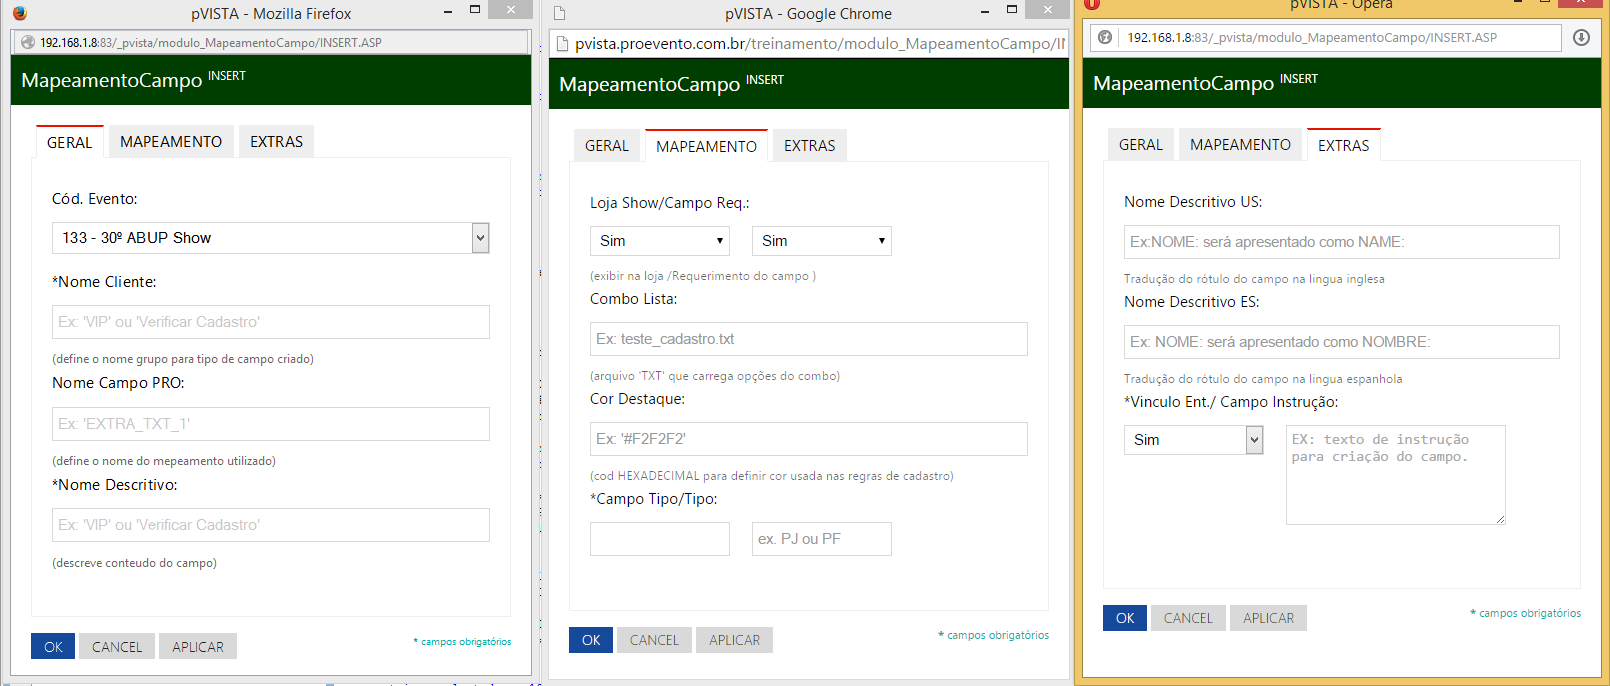 pVISTA - Mozilla Firefox
192.168.1.8:83/_pvista/modulo_MapeamentoCampo/INSERT.ASP
MapeamentoCampo INSERT
GERAL MAPEAMENTO EXTRAS
Cód. Evento:
133 - 30º ABUP Show
*Nome Cliente:
Ex: 'VIP' ou 'Verificar Cadastro'
(define o nome grupo para tipo de campo criado)
Nome Campo PRO:
Ex: 'EXTRA_TXT_1'
(define o nome do mepeamento utilizado)
*Nome Descritivo:
Ex: 'VIP' ou 'Verificar Cadastro'
(descreve conteudo do campo)
OK CANCEL APLICAR
* campos obrigatórios
pVISTA - Google Chrome
pvista.proevento.com.br/treinamento/modulo_MapeamentoCampo/
MapeamentoCampo INSERT
GERAL MAPEAMENTO EXTRAS
Loja Show/Campo Req.:
Sim Sim
(exibir na loja /Requerimento do campo )
Combo Lista:
Ex: teste_cadastro.txt
(arquivo 'TXT' que carrega opções do combo)
Cor Destaque:
Ex: '#F2F2F2'
(cod HEXADECIMAL para definir cor usada nas regras de cadastro)
*Campo Tipo/Tipo:
ex. PJ ou PF
OK CANCEL APLICAR
* campos obrigatórios
pVISTA - Opera
192.168.1.8:83/_pvista/modulo_MapeamentoCampo/INSERT.ASP
MapeamentoCampo INSERT
GERAL MAPEAMENTO EXTRAS
Nome Descritivo US:
Ex:NOME: será apresentado como NAME:
Tradução do rótulo do campo na lingua inglesa
Nome Descritivo ES:
Ex: NOME: será apresentado como NOMBRE:
Tradução do rótulo do campo na lingua espanhola
*Vinculo Ent./ Campo Instrução:
Sim
EX: texto de instrução
para criação do campo.
OK CANCEL APLICAR
* campos obrigatórios